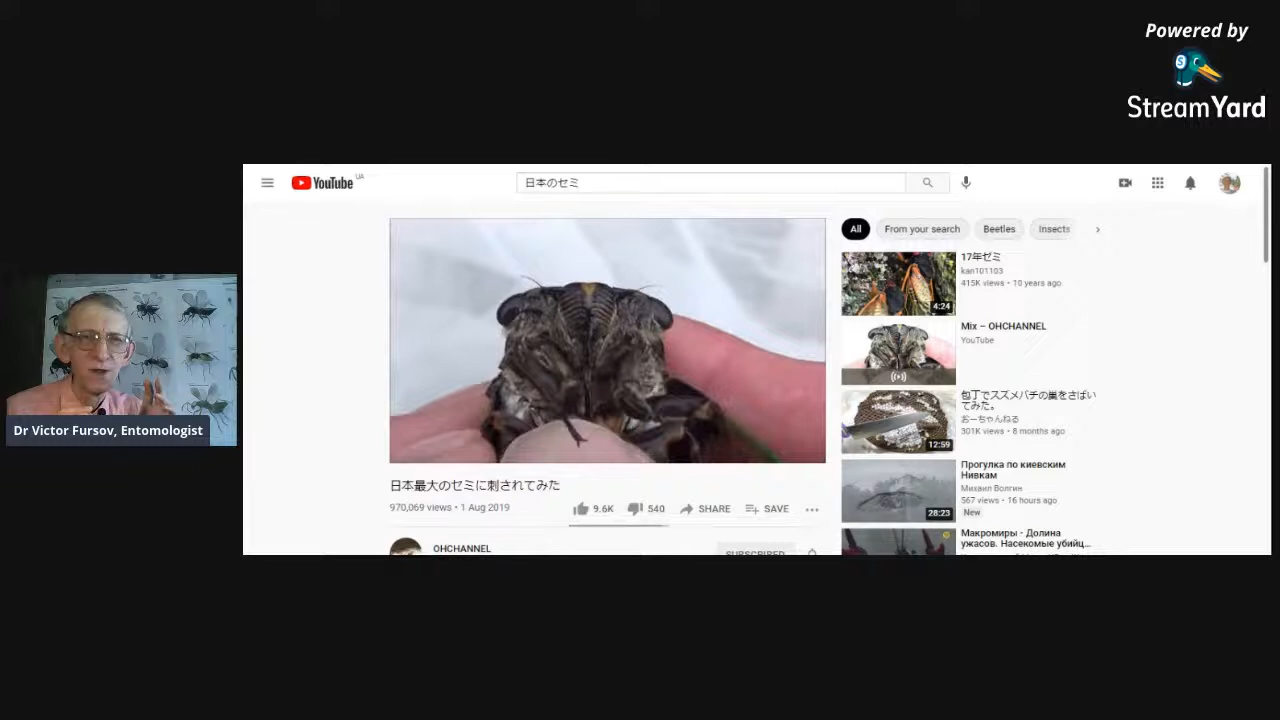 Powered by
StreamYard
YouTube UA
日本のセミ
All
From your search
Beetles
Insects
17年ゼミ
kan101103
415K views • 10 years ago
4:24
Mix – OHCHANNEL
YouTube
包丁でスズメバチの巣をさばい
てみた。
おーちゃんねる
301K views • 8 months ago
12:59
Прогулка по киевским
Нивкам
Михаил Волгин
567 views • 16 hours ago
New
28:23
Макромиры - Долина
ужасов. Насекомые убийц...
Dr Victor Fursov, Entomologist
日本最大のセミに刺されてみた
970,069 views • 1 Aug 2019
9.6K
540
SHARE
SAVE
OHCHANNEL
SUBSCRIBED